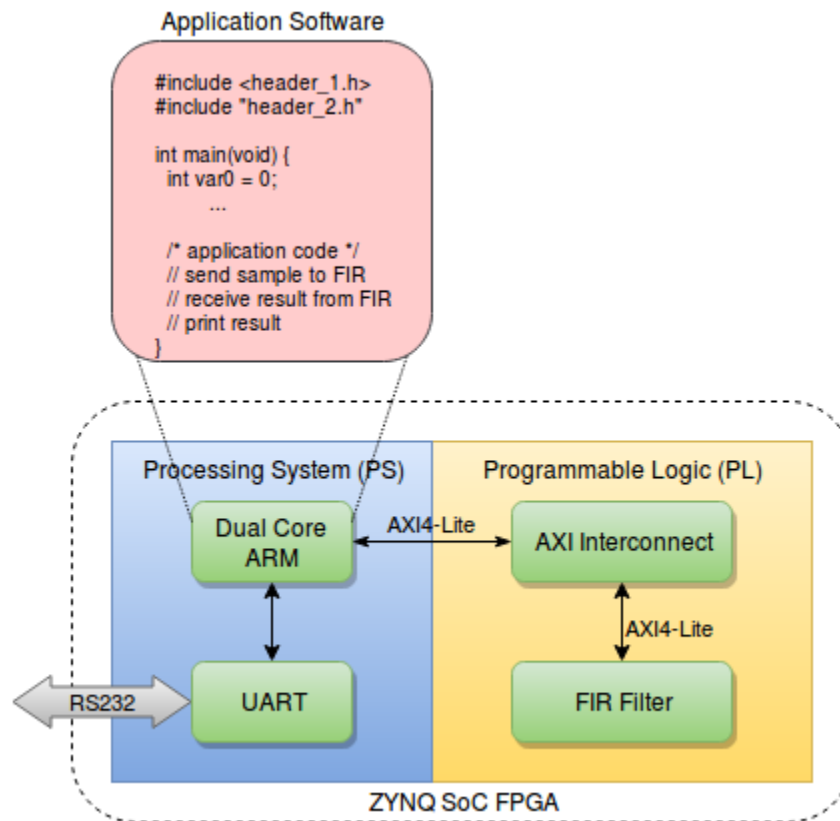 Application Software
#include <header_1.h>
#include "header_2.h"
int main(void) {
int var0 = 0;
...
/* application code */
// send sample to FIR
// receive result from FIR
// print result
}
Processing System (PS)
Programmable Logic (PL)
Dual Core
ARM
AXI4-Lite
AXI Interconnect
AXI4-Lite
RS232
UART
FIR Filter
ZYNQ SoC FPGA